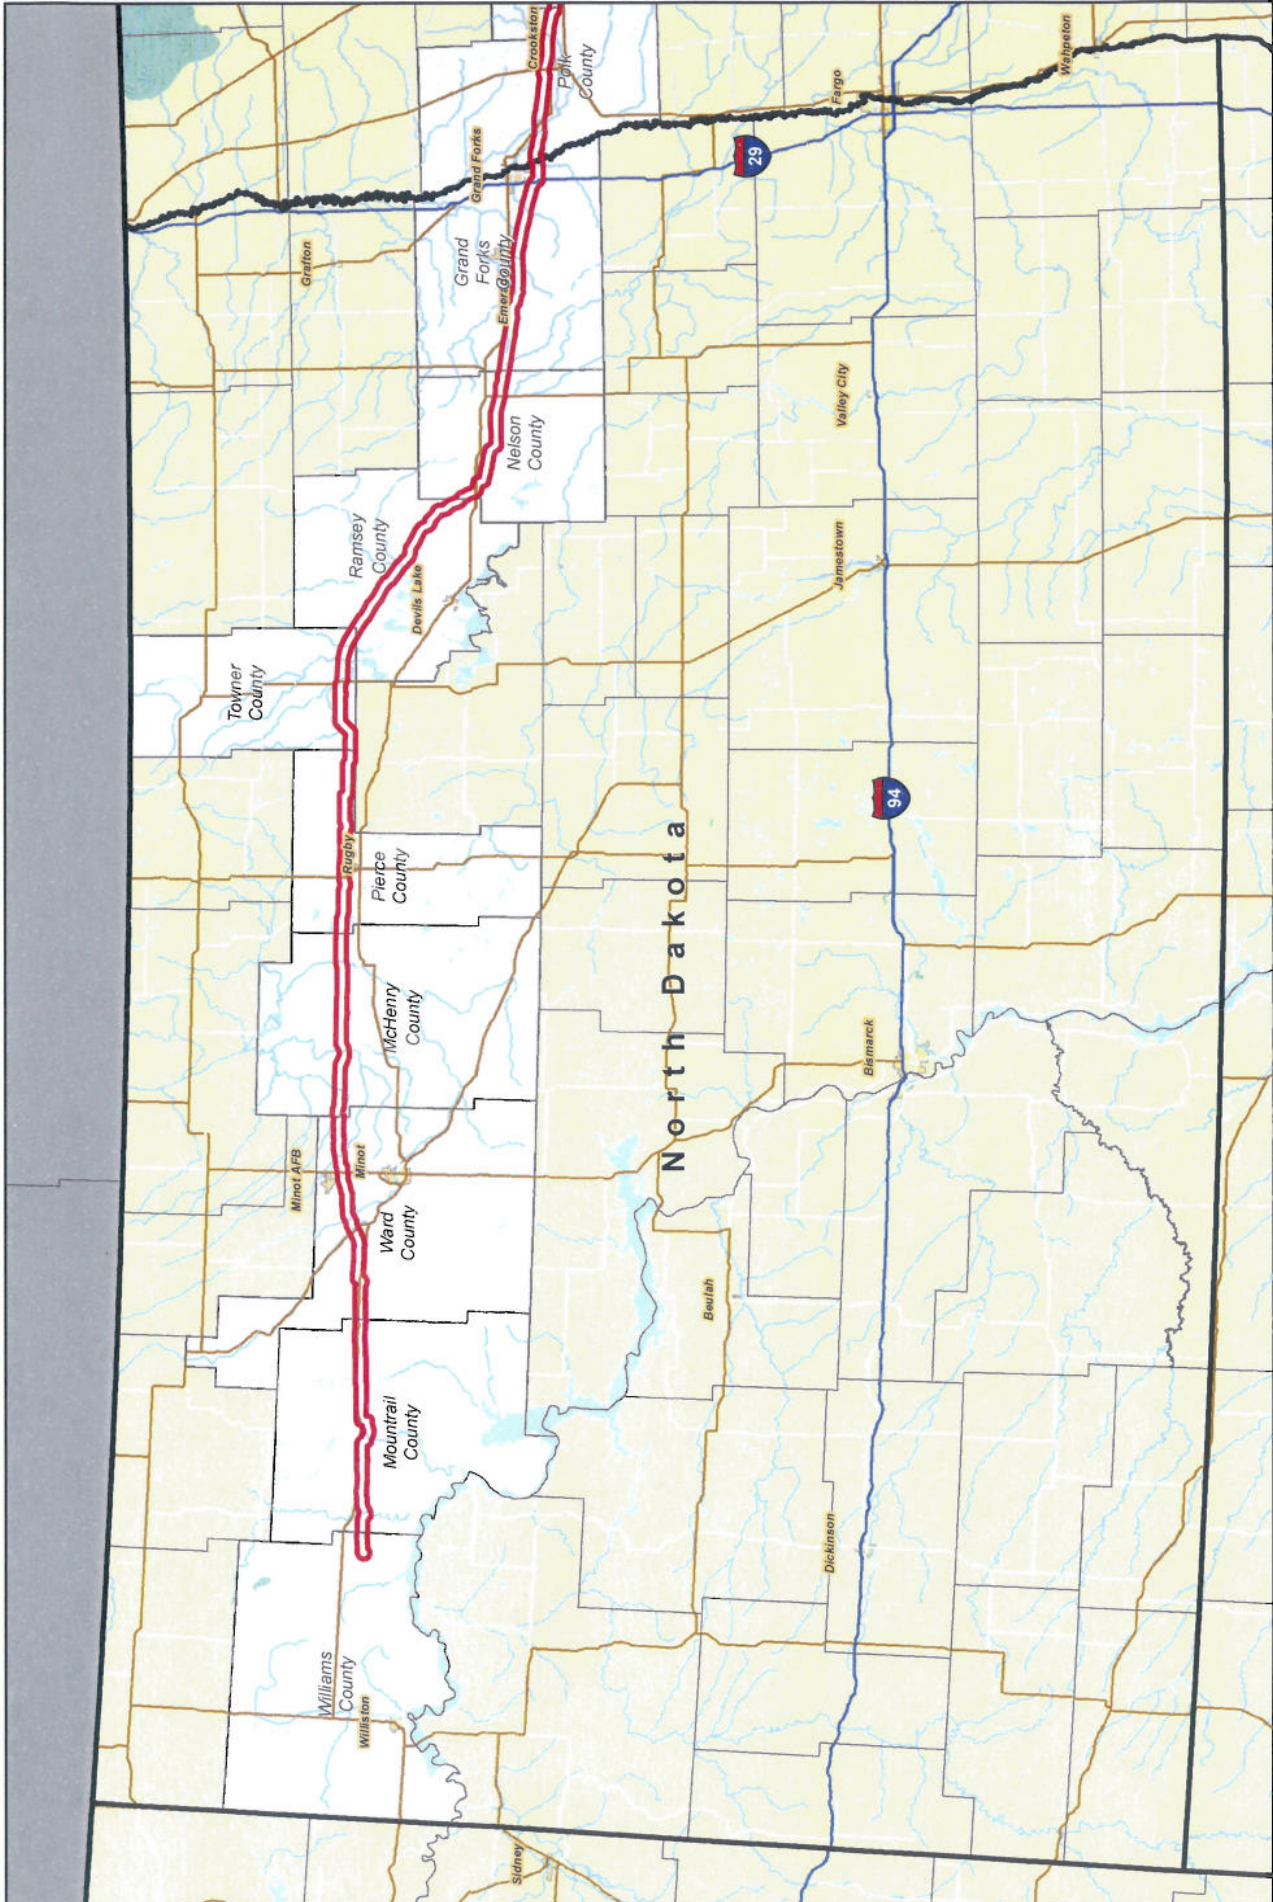 Minot AFB
Grafton
Towner
County
Williams
County
Williston
Mountrail
County
Ward
County
Minot
McHenry
County
Pierce
County
Rugby
Ramsey
County
Devils Lake
Nelson
County
Grand
Forks
County
Emerado
Grand Forks
Crookston
Polk
County
Sidney
North Dakota
Beulah
29
Dickinson
Bismarck
94
Jamestown
Valley City
Fargo
Wahpeton